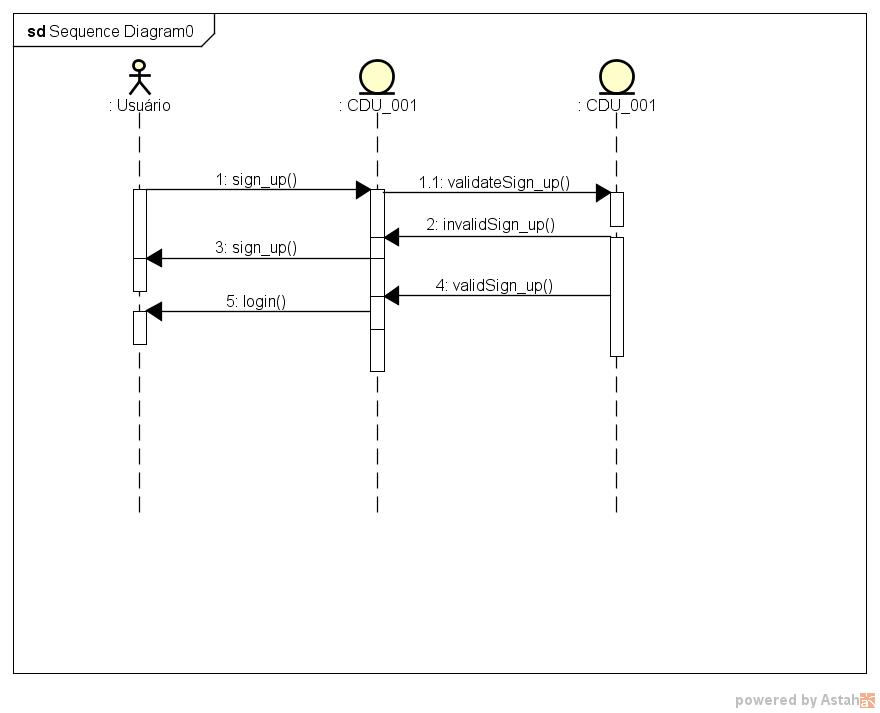 sd Sequence Diagram0
: Usuário
: CDU_001
: CDU_001
1: sign_up()
1.1: validateSign_up()
2: invalidSign_up()
3: sign_up()
4: validSign_up()
5: login()
powered by Astah